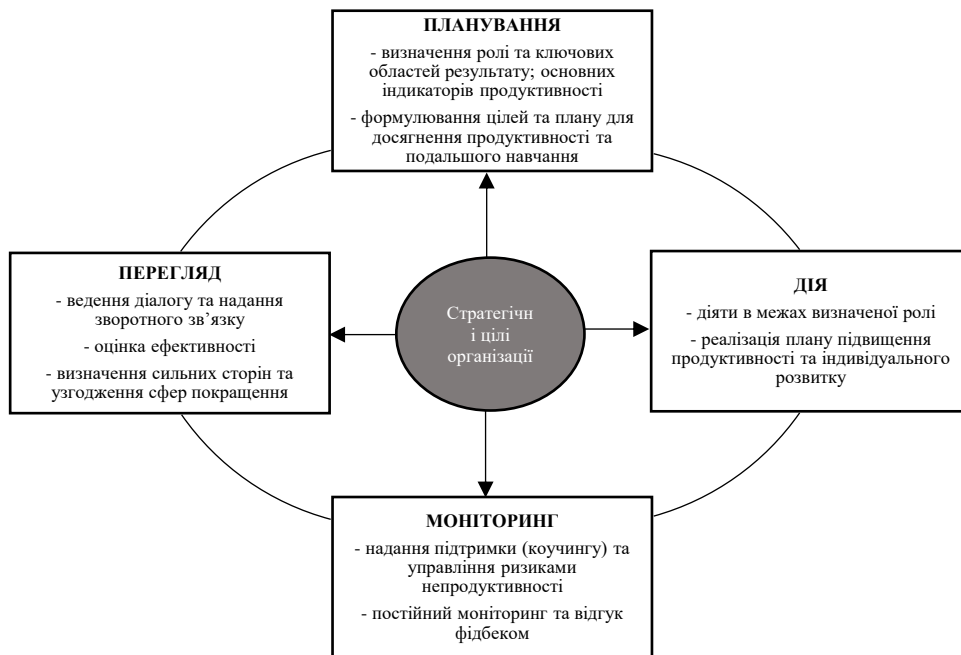 ПЛАНУВАННЯ
- визначення ролі та ключових
областей результату; основних
індикаторів продуктивності
- формулювання цілей та плану для
досягнення продуктивності та
подальшого навчання
ПЕРЕГЛЯД
- ведення діалогу та надання
зворотного зв’язку
- оцінка ефективності
- визначення сильних сторін та
узгодження сфер покращення
Стратегічн
і цілі
організації
ДІЯ
- діяти в межах визначеної ролі
- реалізація плану підвищення
продуктивності та індивідуального
розвитку
МОНІТОРИНГ
- надання підтримки (коучингу) та
управління ризиками
непродуктивності
- постійний моніторинг та відгук
фідбеком